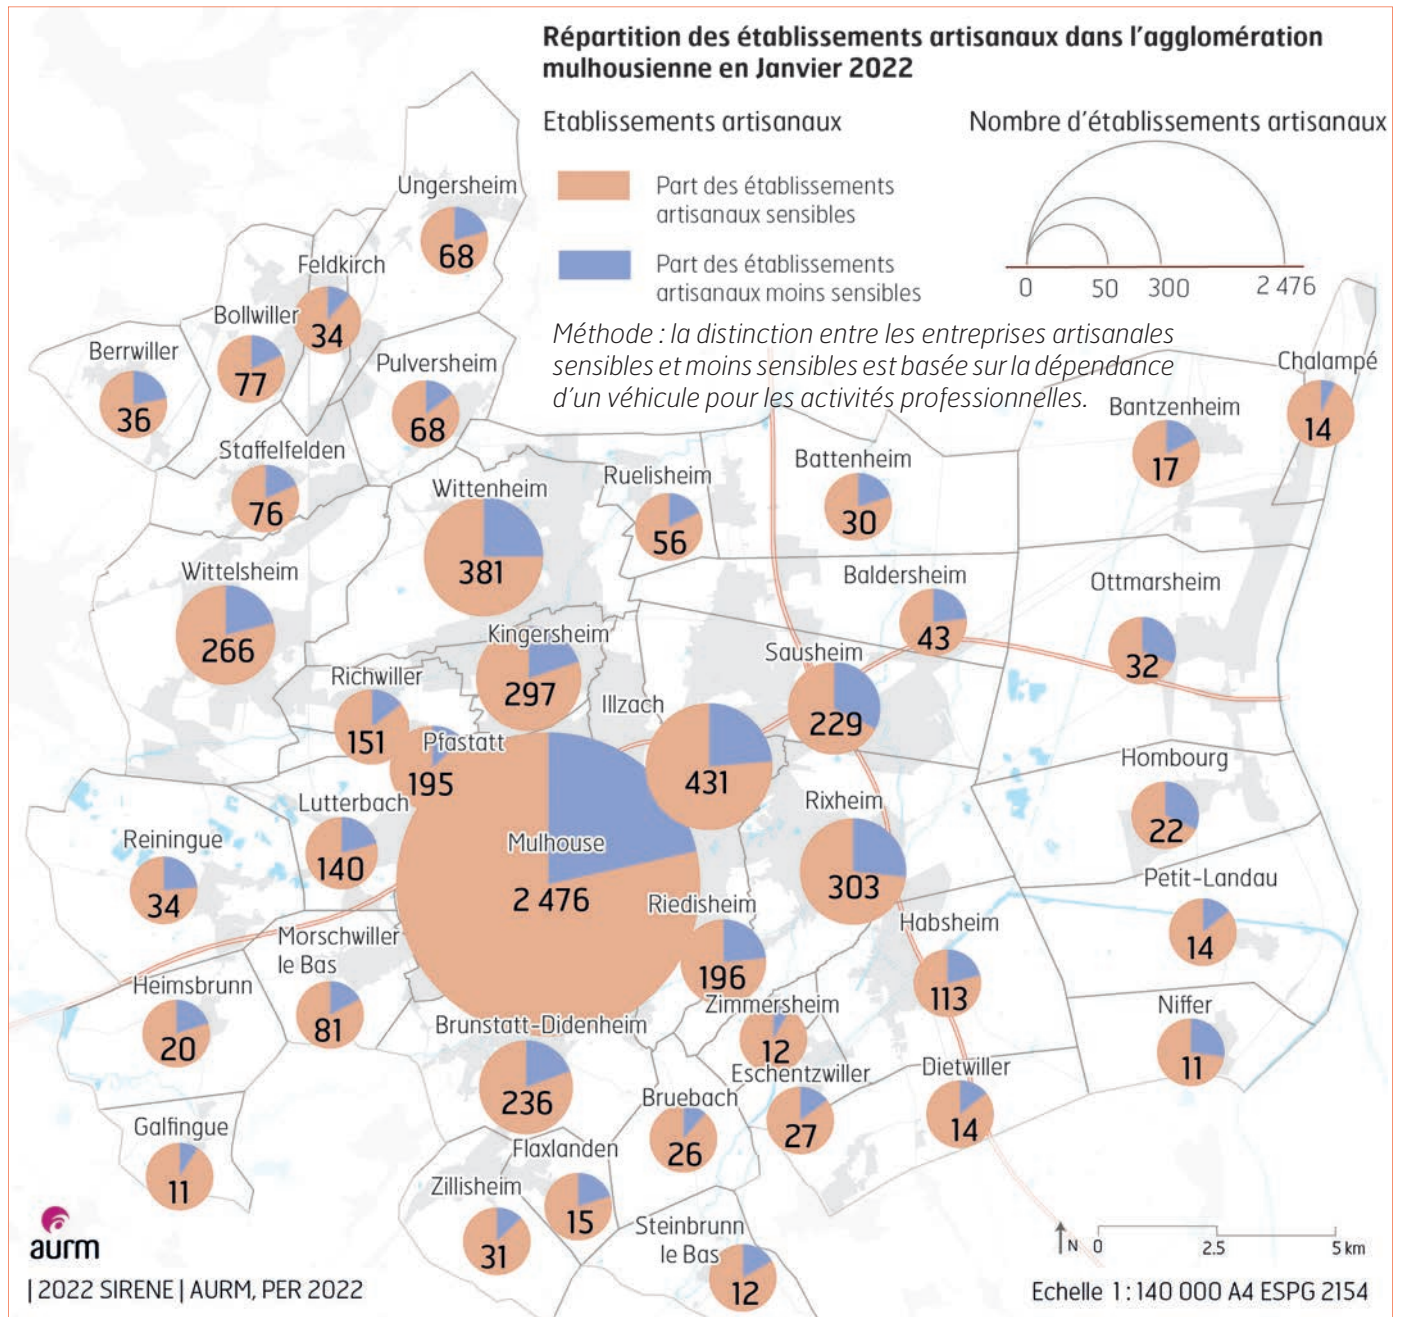 Répartition des établissements artisanaux dans l'agglomération
mulhousienne en Janvier 2022
Etablissements artisanaux
Part des établissements
artisanaux sensibles
Part des établissements
artisanaux moins sensibles
Nombre d'établissements artisanaux
0 50 300 2 476
Méthode : la distinction entre les entreprises artisanales
sensibles et moins sensibles est basée sur la dépendance
d'un véhicule pour les activités professionnelles.
Ungersheim
68
Feldkirch
34
Bollwiller
77
Berrwiller
36
Pulversheim
68
Staffelfelden
76
Chalampé
14
Bantzenheim
17
Battenheim
30
Ruelisheim
56
Wittenheim
381
Wittelsheim
266
Baldersheim
43
Ottmarsheim
32
Kingersheim
297
Sausheim
229
Richwiller
151
Illzach
431
Pfastatt
195
Hombourg
22
Lutterbach
140
Rixheim
303
Reiningue
34
Mulhouse
2 476
Petit-Landau
14
Riedisheim
196
Habsheim
113
Morschwiller
le Bas
81
Heimsbrunn
20
Zimmersheim
12
Niffer
11
Brunstatt-Didenheim
236
Eschentzwiller
27
Dietwiller
14
Bruebach
26
Galfingue
11
Flaxlanden
15
Zillisheim
31
Steinbrunn
le Bas
12
aurm
| 2022 SIRENE | AURM, PER 2022
N 0 2.5 5 km
Echelle 1 : 140 000 A4 ESPG 2154